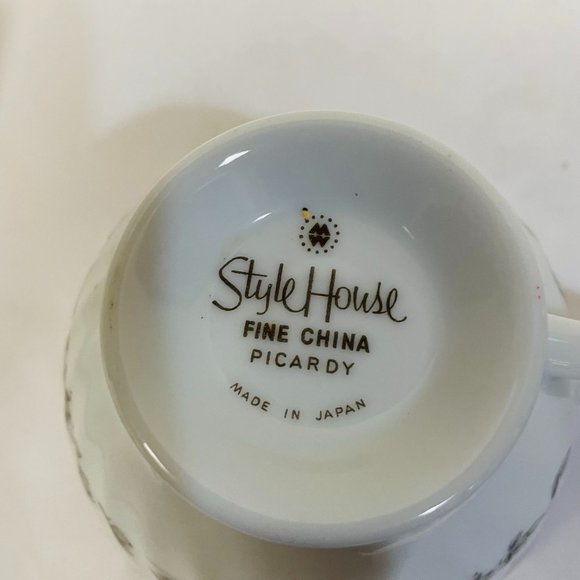 Style House
FINE CHINA
PICARDY
MADE IN JAPAN